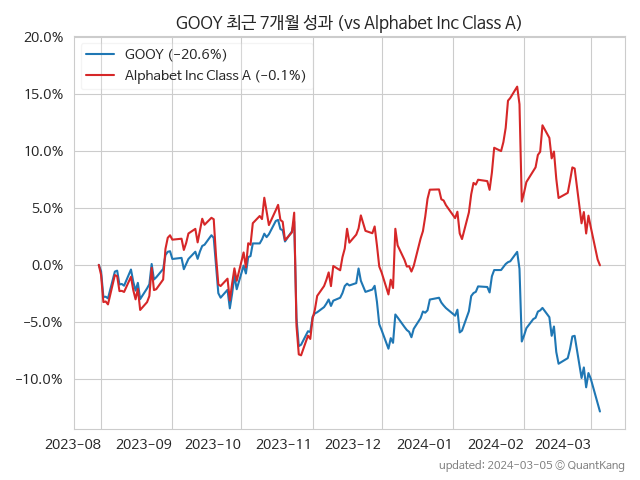 GOOY 최근 7개월 성과 (vs Alphabet Inc Class A)
20.0%
15.0%
10.0%
5.0%
0.0%
−5.0%
−10.0%
GOOY (−20.6%)
Alphabet Inc Class A (−0.1%)
2023-08 2023-09 2023-10 2023-11 2023-12 2024-01 2024-02 2024-03
updated: 2024-03-05 © QuantKang